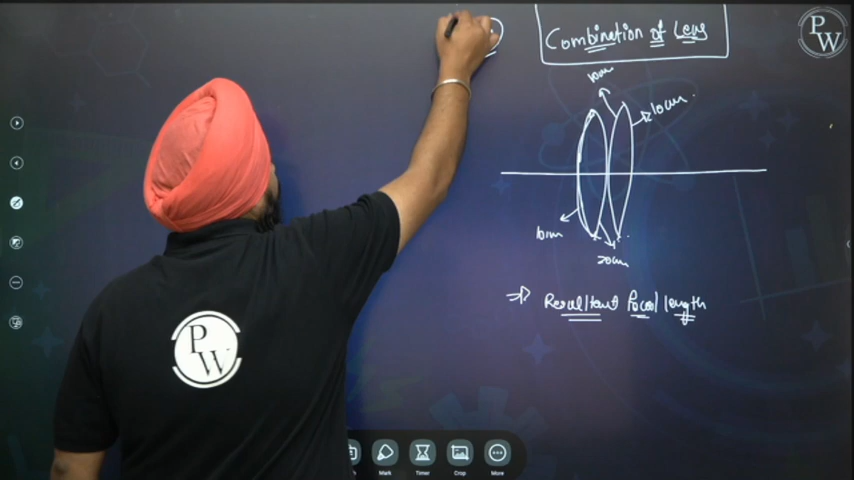 Combination of Lens
PW
10cm
10cm.
10cm
20cm
⇒ Resultant focal length
PW
Mark Timer Crop More